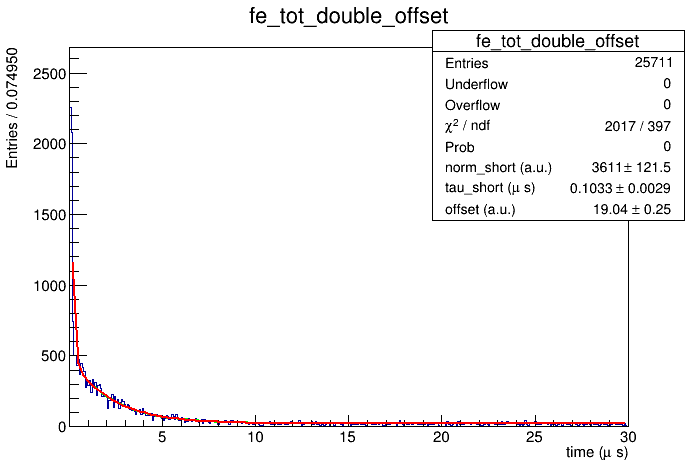 fe_tot_double_offset
fe_tot_double_offset
Entries 25711
Underflow 0
Overflow 0
χ² / ndf 2017 / 397
Prob 0
norm_short (a.u.) 3611± 121.5
tau_short (μ s) 0.1033 ± 0.0029
offset (a.u.) 19.04 ± 0.25
Entries / 0.074950
2500
2000
1500
1000
500
0
5 10 15 20 25 30
time (μ s)